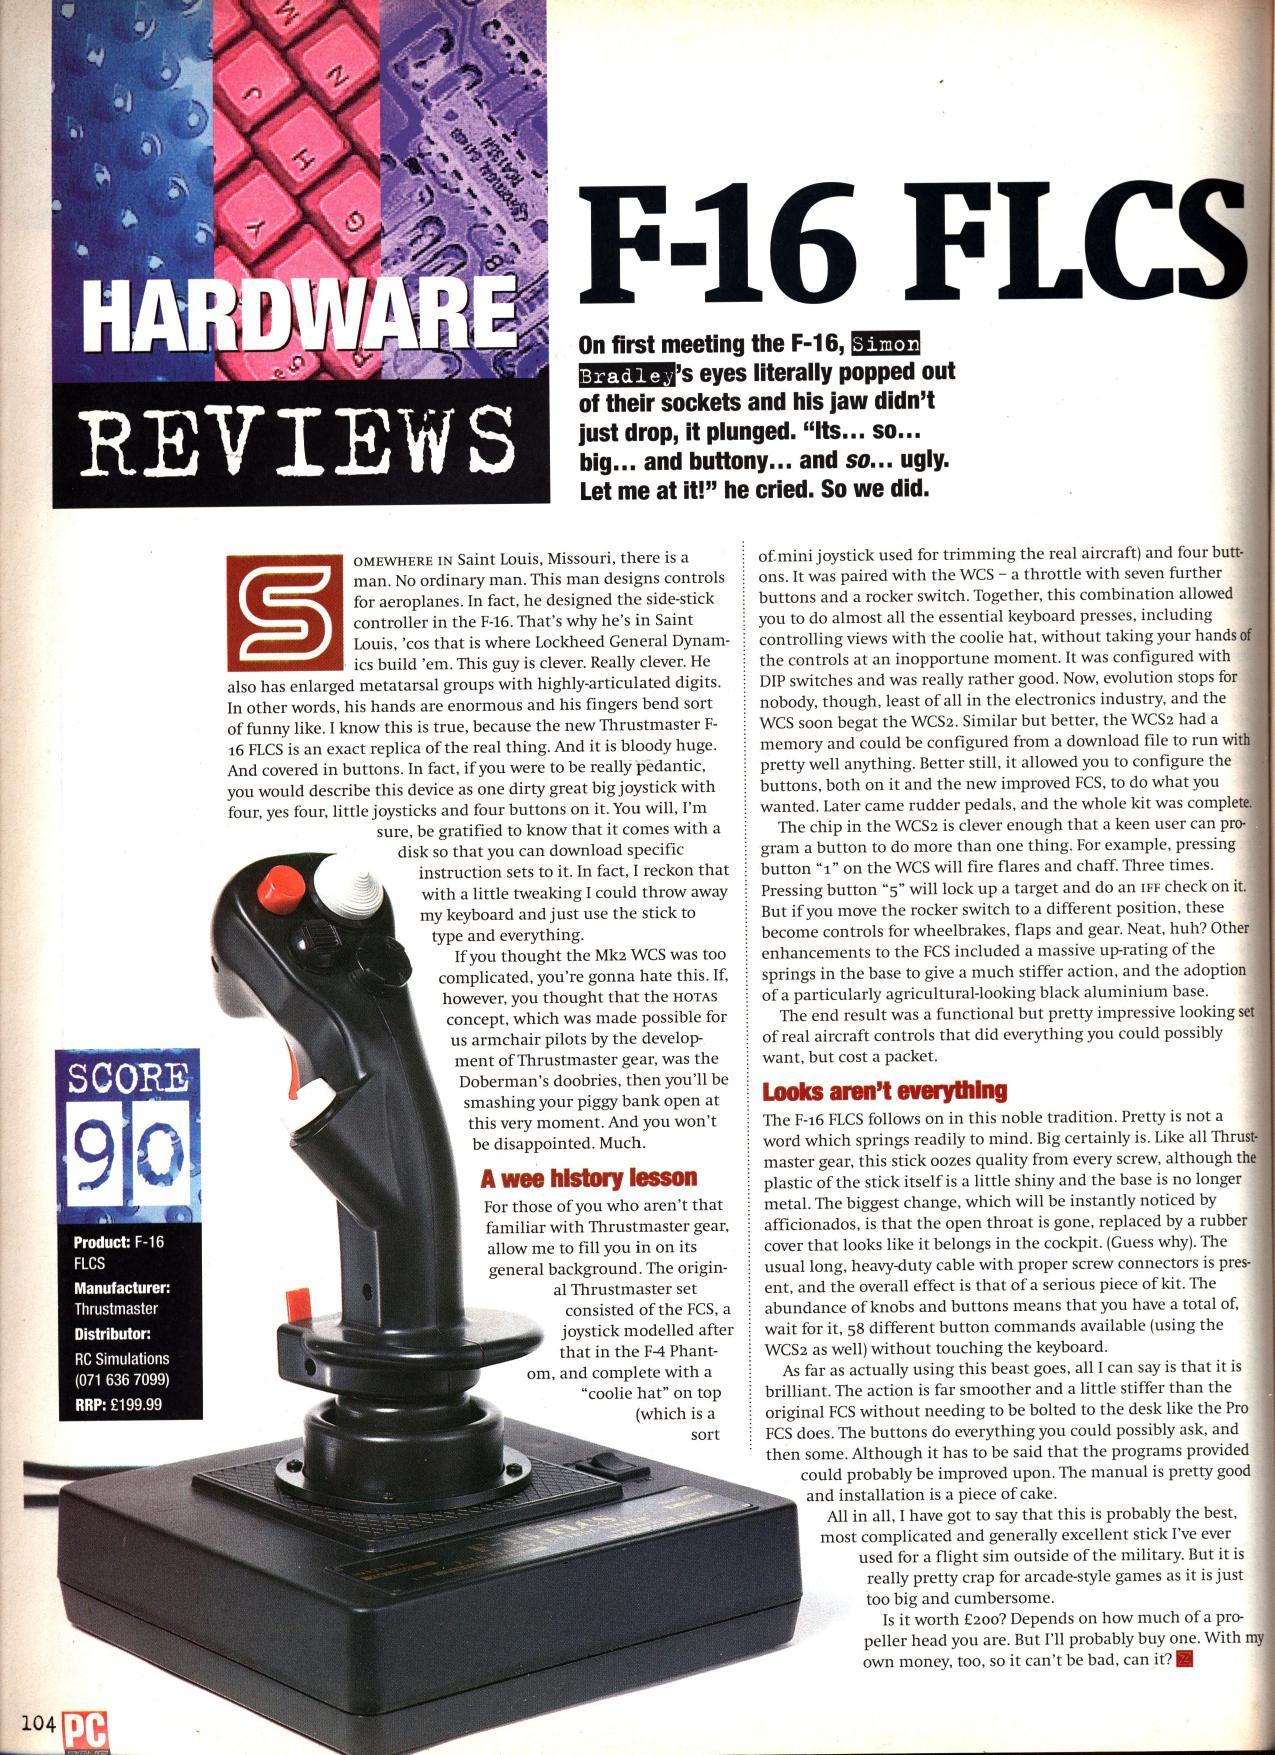 HARDWARE
REVIEWS
F-16 FLCS
On first meeting the F-16, Simon
Bradley's eyes literally popped out
of their sockets and his jaw didn't
just drop, it plunged. “Its... so...
big... and buttony... and so... ugly.
Let me at it!” he cried. So we did.
SOMEWHERE IN Saint Louis, Missouri, there is a
man. No ordinary man. This man designs controls
for aeroplanes. In fact, he designed the side-stick
controller in the F-16. That's why he's in Saint
Louis, 'cos that is where Lockheed General Dynam-
ics build 'em. This guy is clever. Really clever. He
also has enlarged metatarsal groups with highly-articulated digits.
In other words, his hands are enormous and his fingers bend sort
of funny like. I know this is true, because the new Thrustmaster F-
16 FLCS is an exact replica of the real thing. And it is bloody huge.
And covered in buttons. In fact, if you were to be really pedantic,
you would describe this device as one dirty great big joystick with
four, yes four, little joysticks and four buttons on it. You will, I'm
sure, be gratified to know that it comes with a
disk so that you can download specific
instruction sets to it. In fact, I reckon that
with a little tweaking I could throw away
my keyboard and just use the stick to
type and everything.
If you thought the Mk2 WCS was too
complicated, you're gonna hate this. If,
however, you thought that the HOTAS
concept, which was made possible for
us armchair pilots by the develop-
ment of Thrustmaster gear, was the
Doberman's doobries, then you'll be
smashing your piggy bank open at
this very moment. And you won't
be disappointed. Much.
A wee history lesson
For those of you who aren't that
familiar with Thrustmaster gear,
allow me to fill you in on its
general background. The origin-
al Thrustmaster set
consisted of the FCS, a
joystick modelled after
that in the F-4 Phant-
om, and complete with a
“coolie hat” on top
(which is a
sort
of mini joystick used for trimming the real aircraft) and four butt-
ons. It was paired with the WCS – a throttle with seven further
buttons and a rocker switch. Together, this combination allowed
you to do almost all the essential keyboard presses, including
controlling views with the coolie hat, without taking your hands of
the controls at an inopportune moment. It was configured with
DIP switches and was really rather good. Now, evolution stops for
nobody, though, least of all in the electronics industry, and the
WCS soon begat the WCS2. Similar but better, the WCS2 had a
memory and could be configured from a download file to run with
pretty well anything. Better still, it allowed you to configure the
buttons, both on it and the new improved FCS, to do what you
wanted. Later came rudder pedals, and the whole kit was complete.
The chip in the WCS2 is clever enough that a keen user can pro-
gram a button to do more than one thing. For example, pressing
button “1” on the WCS will fire flares and chaff. Three times.
Pressing button “5” will lock up a target and do an IFF check on it.
But if you move the rocker switch to a different position, these
become controls for wheelbrakes, flaps and gear. Neat, huh? Other
enhancements to the FCS included a massive up-rating of the
springs in the base to give a much stiffer action, and the adoption
of a particularly agricultural-looking black aluminium base.
The end result was a functional but pretty impressive looking set
of real aircraft controls that did everything you could possibly
want, but cost a packet.
Looks aren't everything
The F-16 FLCS follows on in this noble tradition. Pretty is not a
word which springs readily to mind. Big certainly is. Like all Thrust-
master gear, this stick oozes quality from every screw, although the
plastic of the stick itself is a little shiny and the base is no longer
metal. The biggest change, which will be instantly noticed by
afficionados, is that the open throat is gone, replaced by a rubber
cover that looks like it belongs in the cockpit. (Guess why). The
usual long, heavy-duty cable with proper screw connectors is pres-
ent, and the overall effect is that of a serious piece of kit. The
abundance of knobs and buttons means that you have a total of,
wait for it, 58 different button commands available (using the
WCS2 as well) without touching the keyboard.
As far as actually using this beast goes, all I can say is that it is
brilliant. The action is far smoother and a little stiffer than the
original FCS without needing to be bolted to the desk like the Pro
FCS does. The buttons do everything you could possibly ask, and
then some. Although it has to be said that the programs provided
could probably be improved upon. The manual is pretty good
and installation is a piece of cake.
All in all, I have got to say that this is probably the best,
most complicated and generally excellent stick I've ever
used for a flight sim outside of the military. But it is
really pretty crap for arcade-style games as it is just
too big and cumbersome.
Is it worth £200? Depends on how much of a pro-
peller head you are. But I'll probably buy one. With my
own money, too, so it can't be bad, can it?
SCORE
90
Product: F-16
FLCS
Manufacturer:
Thrustmaster
Distributor:
RC Simulations
(071 636 7099)
RRP: £199.99
F-16 FLCS
104 PC